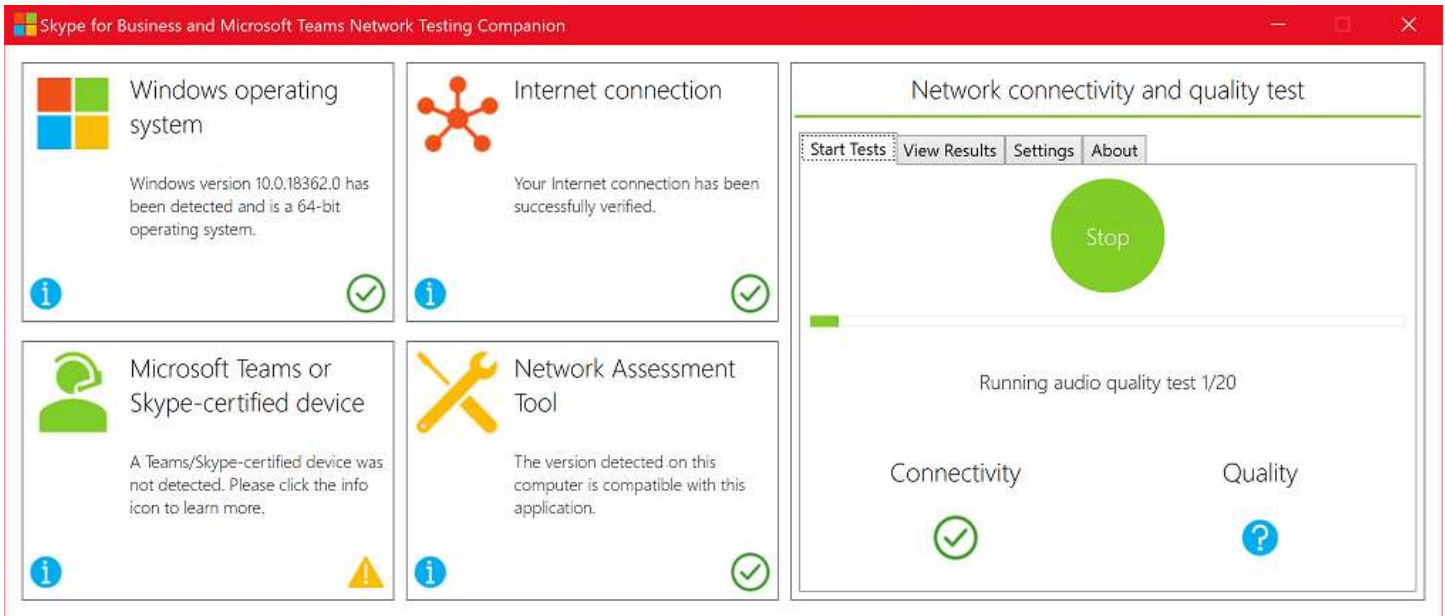 Skype for Business and Microsoft Teams Network Testing Companion
Windows operating
system
Windows version 10.0.18362.0 has
been detected and is a 64-bit
operating system.
Internet connection
Your Internet connection has been
successfully verified.
Microsoft Teams or
Skype-certified device
A Teams/Skype-certified device was
not detected. Please click the info
icon to learn more.
Network Assessment
Tool
The version detected on this
computer is compatible with this
application.
Network connectivity and quality test
Start Tests View Results Settings About
Stop
Running audio quality test 1/20
Connectivity Quality